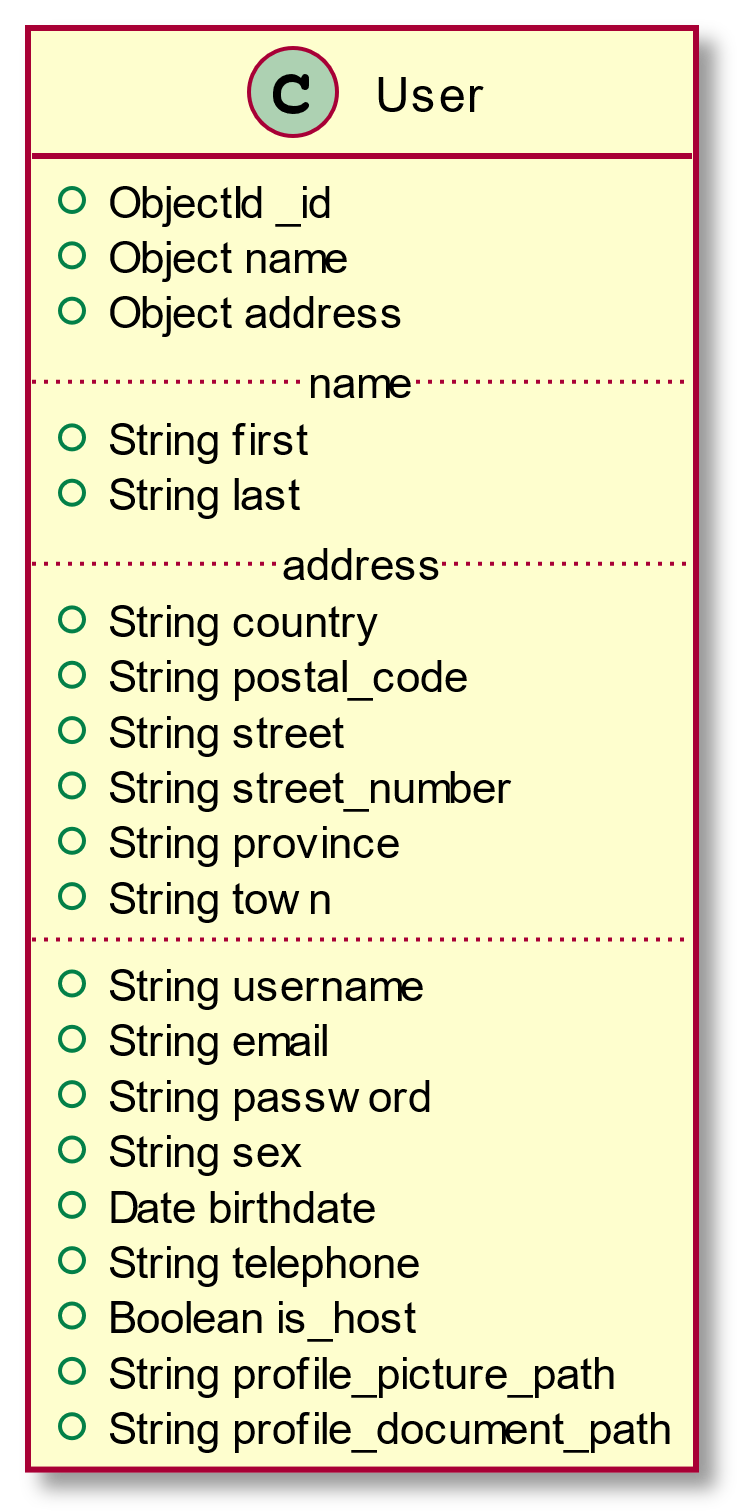 C User
ObjectId _id
Object name
Object address
name
String first
String last
address
String country
String postal_code
String street
String street_number
String province
String town
String username
String email
String password
String sex
Date birthdate
String telephone
Boolean is_host
String profile_picture_path
String profile_document_path